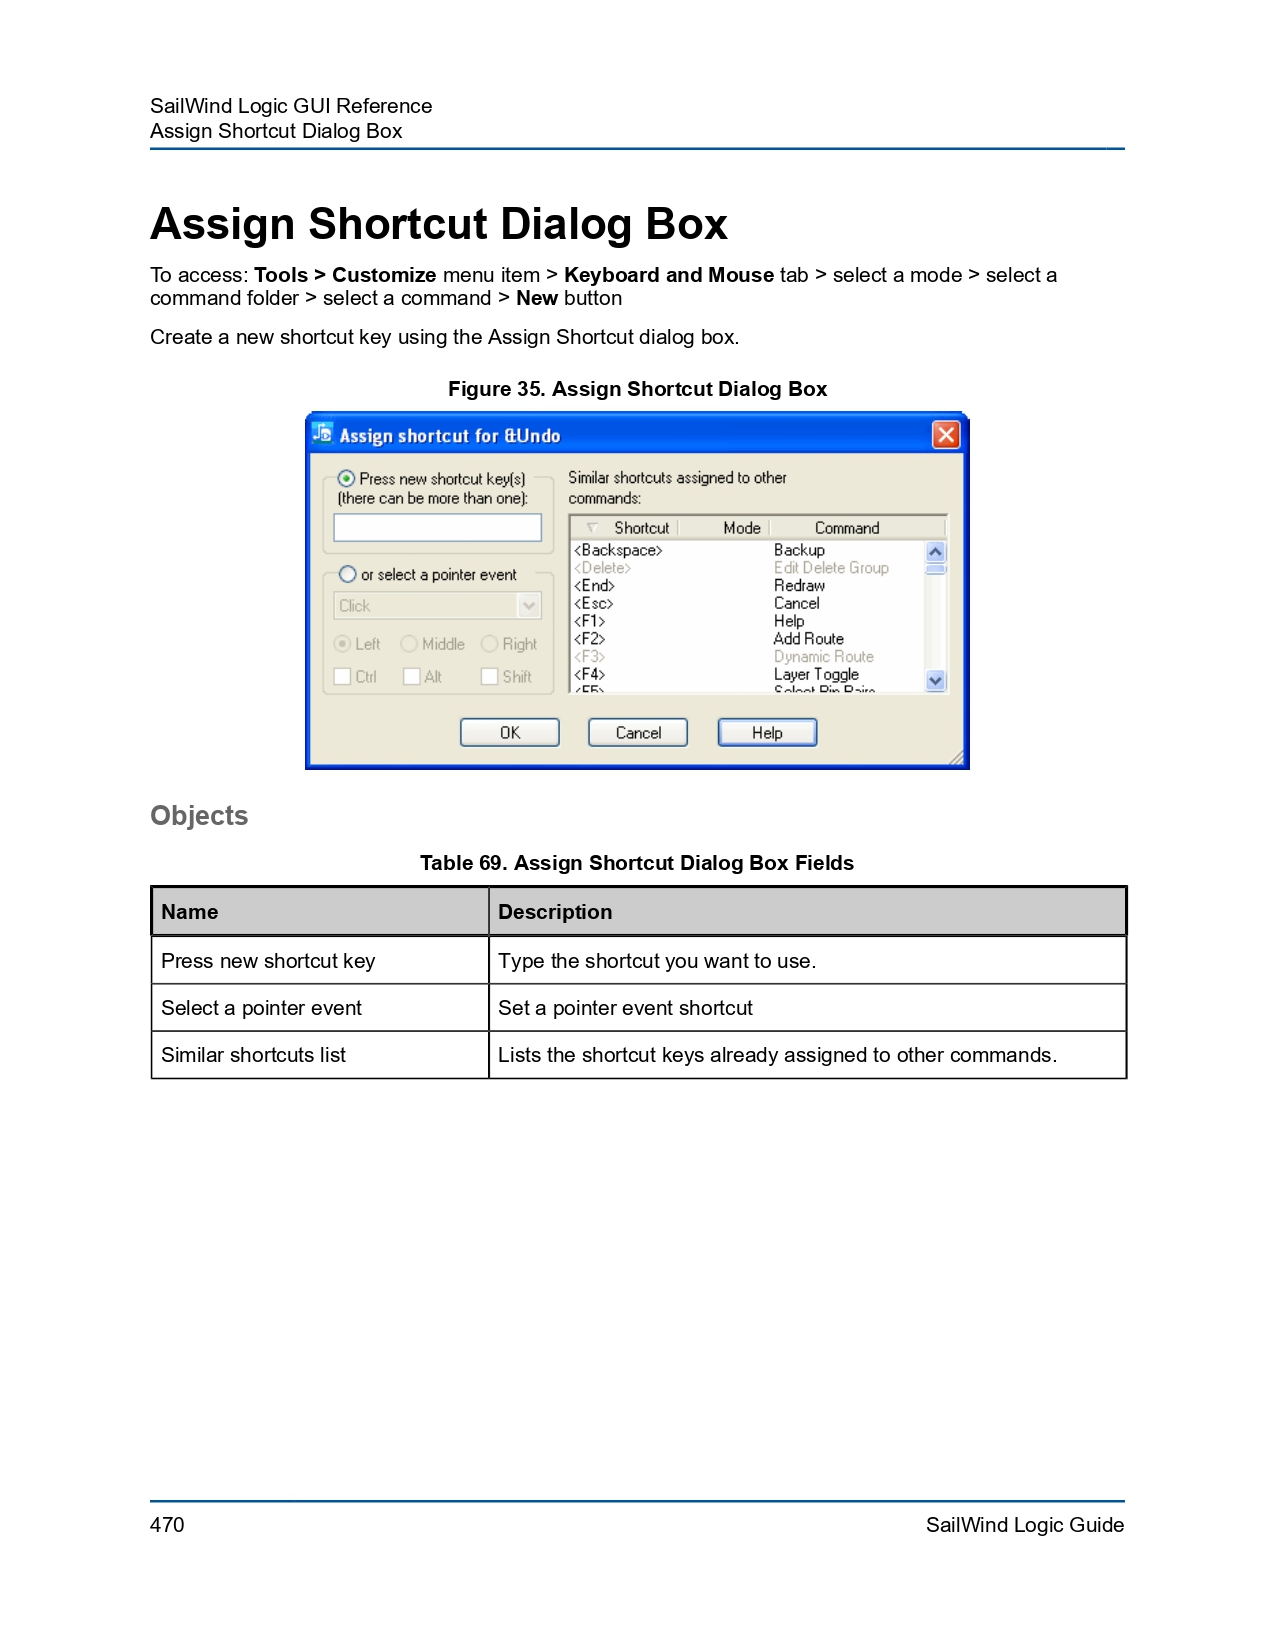 SailWind Logic GUI Reference
Assign Shortcut Dialog Box
Assign Shortcut Dialog Box
To access: Tools > Customize menu item > Keyboard and Mouse tab > select a mode > select a
command folder > select a command > New button
Create a new shortcut key using the Assign Shortcut dialog box.
Figure 35. Assign Shortcut Dialog Box
Assign shortcut for &Undo
Press new shortcut key(s)
(there can be more than one):
or select a pointer event
Click
Left Middle Right
Ctrl Alt Shift
Similar shortcuts assigned to other
commands:
Shortcut Mode Command
<Backspace> Backup
<Delete> Edit Delete Group
<End> Redraw
<Esc> Cancel
<F1> Help
<F2> Add Route
<F3> Dynamic Route
<F4> Layer Toggle
<F5> Select Pin Pairs
OK Cancel Help
Objects
Table 69. Assign Shortcut Dialog Box Fields
Name Description
Press new shortcut key Type the shortcut you want to use.
Select a pointer event Set a pointer event shortcut
Similar shortcuts list Lists the shortcut keys already assigned to other commands.
470 SailWind Logic Guide